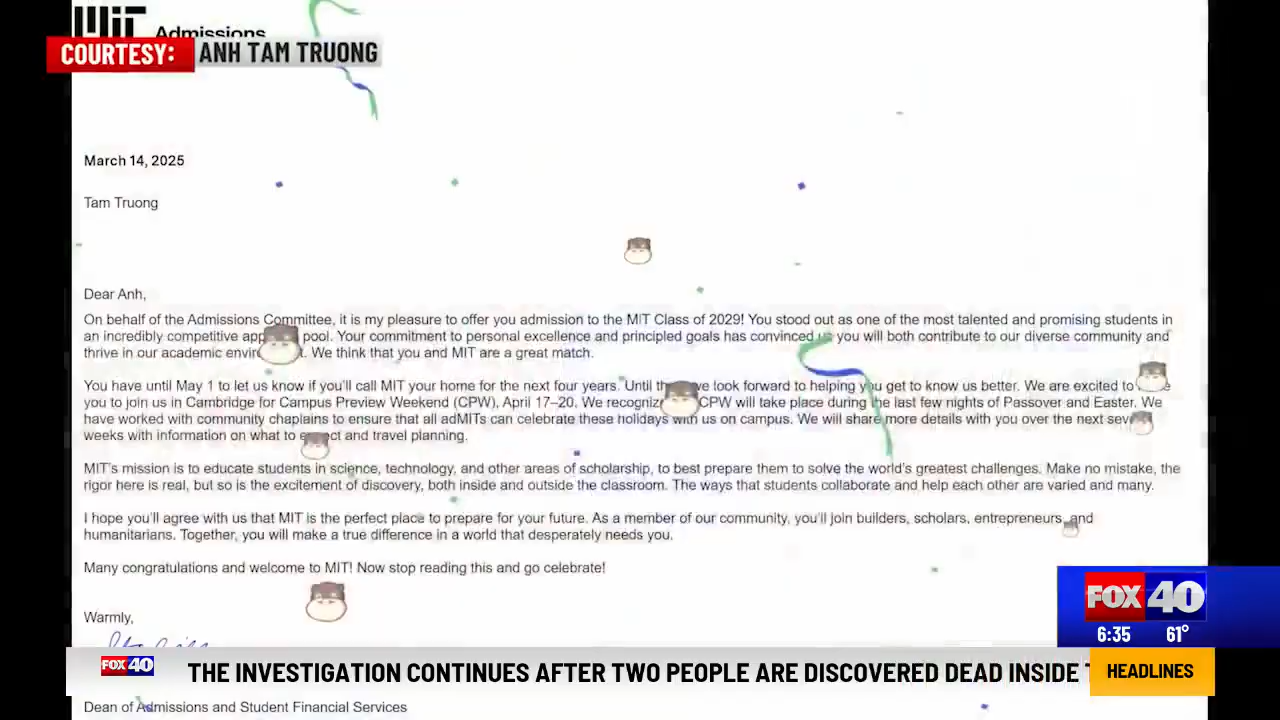 MIT Admissions
COURTESY: ANH TAM TRUONG
March 14, 2025
Tam Truong
Dear Anh,
On behalf of the Admissions Committee, it is my pleasure to offer you admission to the MIT Class of 2029! You stood out as one of the most talented and promising students in
an incredibly competitive app pool. Your commitment to personal excellence and principled goals has convinced us you will both contribute to our diverse community and
thrive in our academic envir t. We think that you and MIT are a great match.
You have until May 1 to let us know if you'll call MIT your home for the next four years. Until th ve look forward to helping you get to know us better. We are excited to e
you to join us in Cambridge for Campus Preview Weekend (CPW), April 17–20. We recogniz CPW will take place during the last few nights of Passover and Easter. We
have worked with community chaplains to ensure that all adMITs can celebrate these holidays with us on campus. We will share more details with you over the next seve
weeks with information on what to e ct and travel planning.
MIT's mission is to educate students in science, technology, and other areas of scholarship, to best prepare them to solve the world's greatest challenges. Make no mistake, the
rigor here is real, but so is the excitement of discovery, both inside and outside the classroom. The ways that students collaborate and help each other are varied and many.
I hope you'll agree with us that MIT is the perfect place to prepare for your future. As a member of our community, you'll join builders, scholars, entrepreneurs, and
humanitarians. Together, you will make a true difference in a world that desperately needs you.
Many congratulations and welcome to MIT! Now stop reading this and go celebrate!
Warmly,
FOX 40
6:35 61°
FOX 40 THE INVESTIGATION CONTINUES AFTER TWO PEOPLE ARE DISCOVERED DEAD INSIDE HEADLINES
Dean of Admissions and Student Financial Services